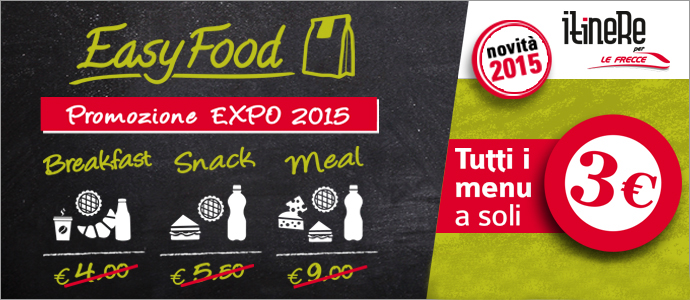 EasyFood
Promozione EXPO 2015
Breakfast Snack Meal
€ 4.00 € 5.50 € 9.00
novità
2015
itineRe
per
LE FRECCE
Tutti i
menu
a soli
3€